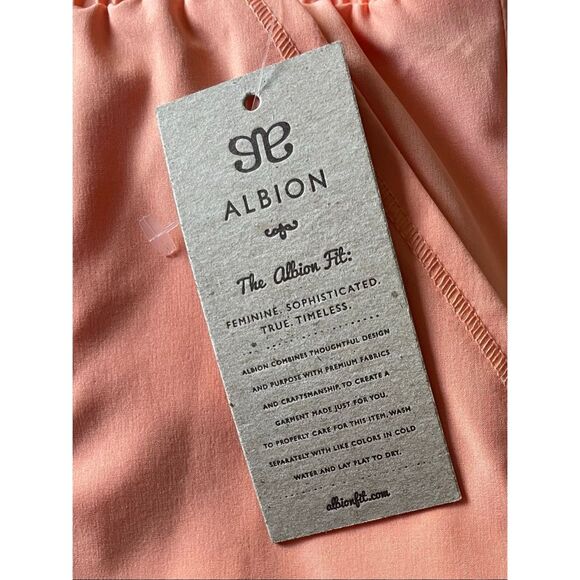 ALBION
The Albion Fit:
FEMININE. SOPHISTICATED.
TRUE. TIMELESS.
ALBION COMBINES THOUGHTFUL DESIGN
AND PURPOSE WITH PREMIUM FABRICS
AND CRAFTSMANSHIP, TO CREATE A
GARMENT MADE JUST FOR YOU.
TO PROPERLY CARE FOR THIS ITEM, WASH
SEPARATELY WITH LIKE COLORS IN COLD
WATER AND LAY FLAT TO DRY.
albionfit.com